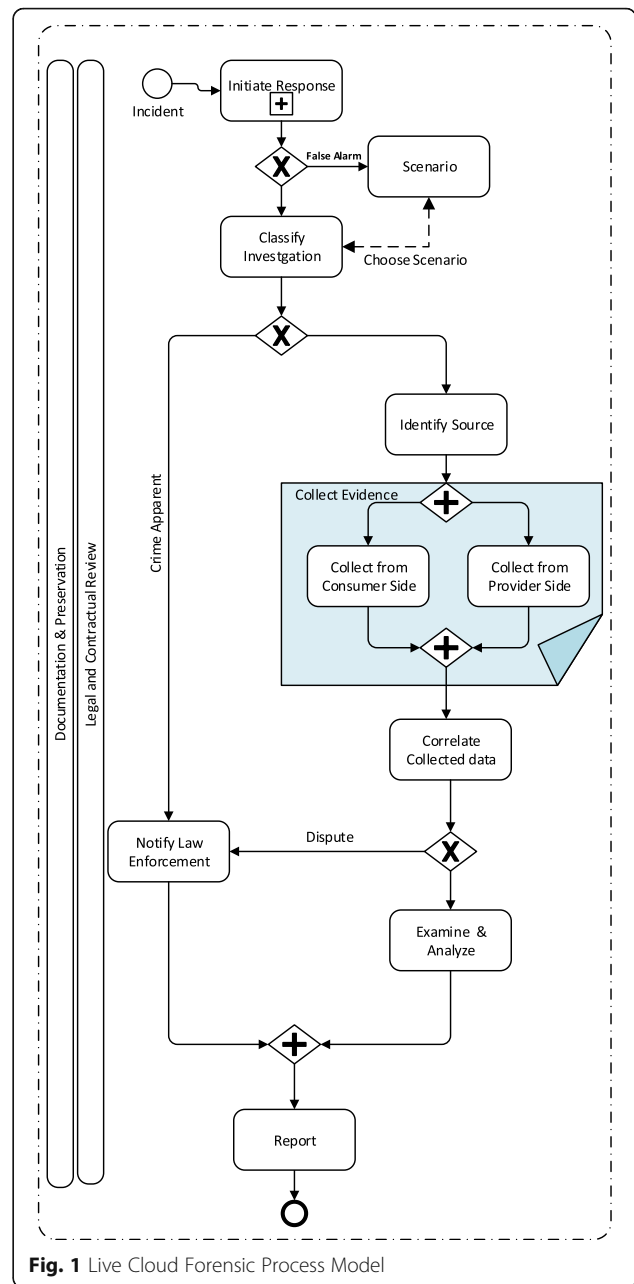 Initiate Response
Incident
False Alarm
Scenario
Classify
Investgation
Choose Scenario
Crime Apparent
Identify Source
Documentation & Preservation
Legal and Contractual Review
Collect Evidence
Collect from
Consumer Side
Collect from
Provider Side
Correlate
Collected data
Notify Law
Enforcement
Dispute
Examine &
Analyze
Report
Fig. 1 Live Cloud Forensic Process Model